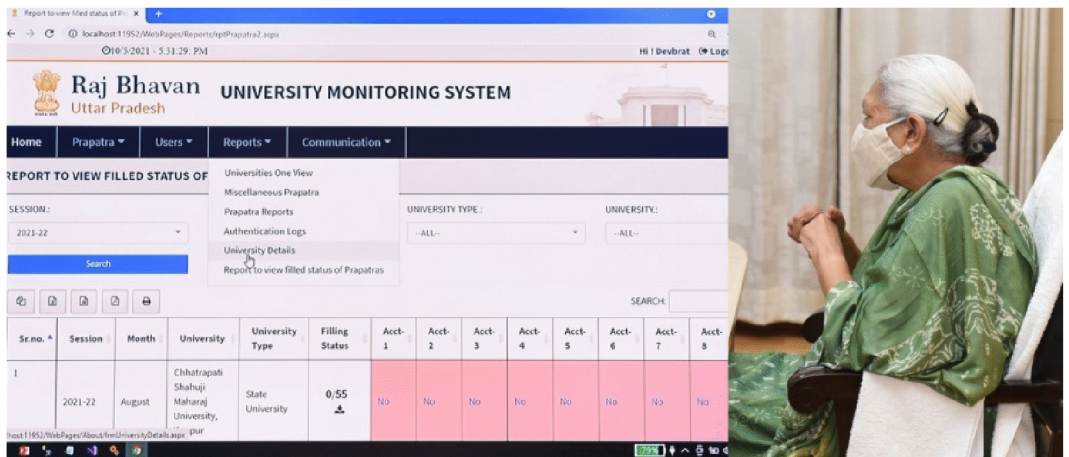 Report to view filled status of Pr
localhost:11952/WebPages/Reports/rptPrapatra2.aspx
10/5/2021 - 5:31:29: PM
Hi ! Devbrat
Raj Bhavan
Uttar Pradesh
UNIVERSITY MONITORING SYSTEM
Home Prapatra Users Reports Communication
REPORT TO VIEW FILLED STATUS OF
Universities One View
Miscellaneous Prapatra
Prapatra Reports
Authentication Logs
University Details
Report to view filled status of Prapatras
SESSION.: UNIVERSITY TYPE.: UNIVERSITY.:
2021-22 --ALL-- --ALL--
Search
SEARCH:
Sr.no. Session Month University University Type Filling Status Acct-1 Acct-2 Acct-3 Acct-4 Acct-5 Acct-6 Acct-7 Acct-8
1 2021-22 August Chhatrapati Shahuji Maharaj University, State University 0/55 No No No No No No No No
host:11952/WebPages/About/frmUniversityDetails.aspx
79%